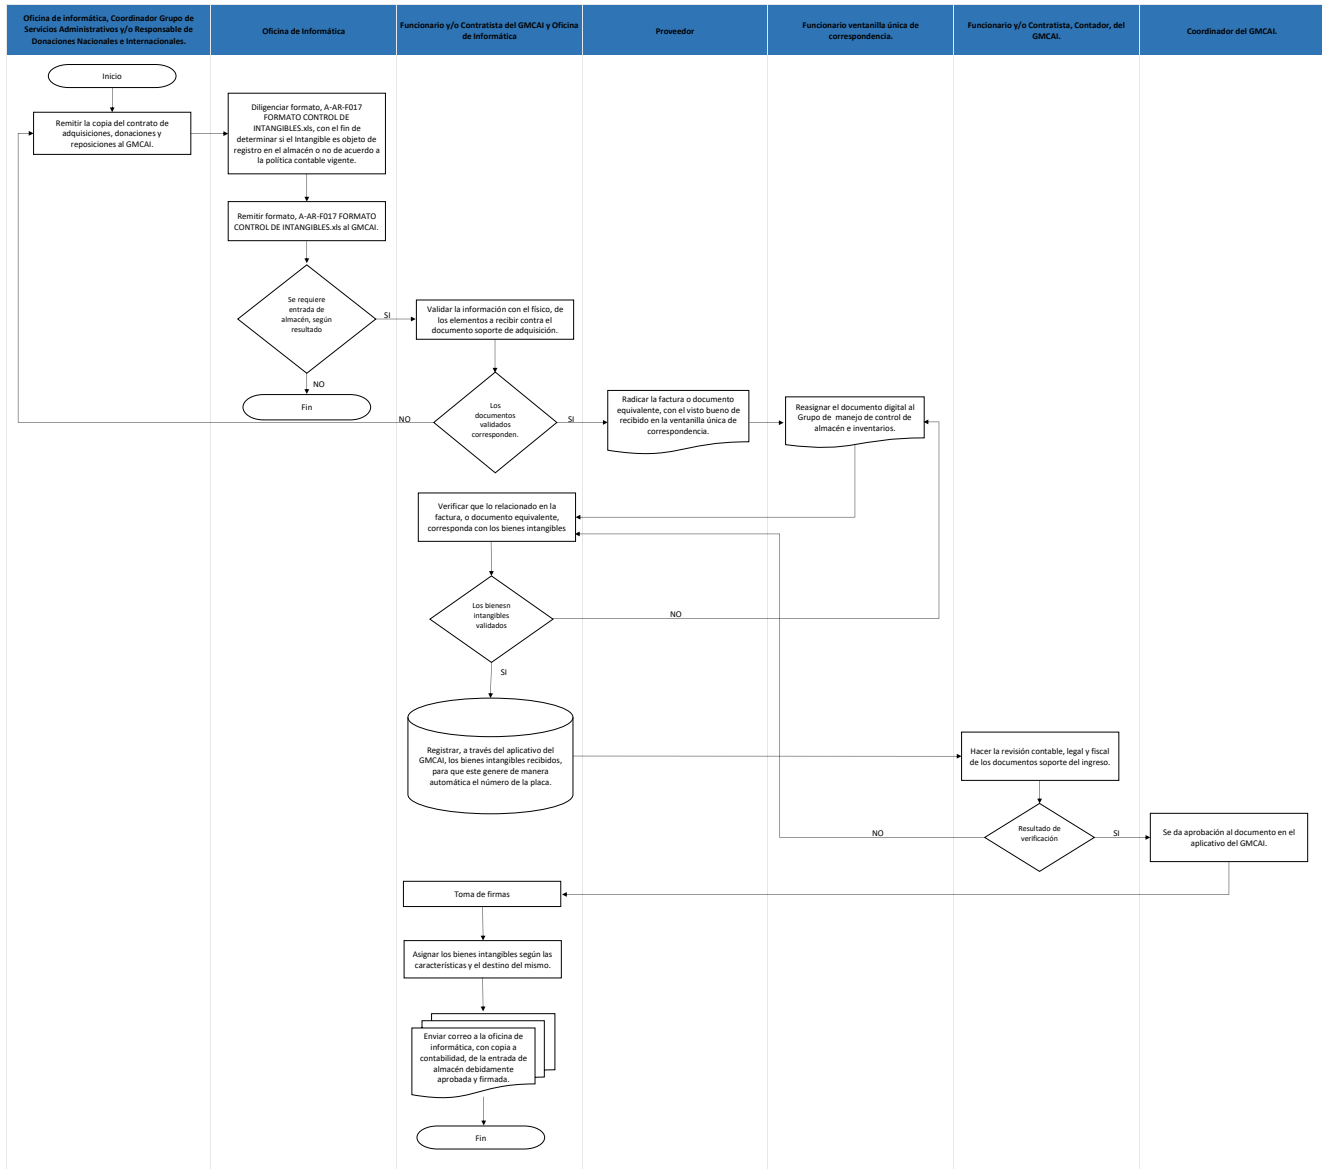 Oficina de informática, Coordinador Grupo de
Servicios Administrativos y/o Responsable de
Donaciones Nacionales e Internacionales.
Oficina de Informática
Funcionario y/o Contratista del GMCAI y Oficina
de Informática
Proveedor
Funcionario ventanilla única de
correspondencia.
Funcionario y/o Contratista, Contador, del
GMCAI.
Coordinador del GMCAI.
Inicio
Remitir la copia del contrato de
adquisiciones, donaciones y
reposiciones al GMCAI.
Diligenciar formato, A-AR-F017
FORMATO CONTROL DE
INTANGIBLES.xls, con el fin de
determinar si el Intangible es objeto de
registro en el almacén o no de acuerdo a
la política contable vigente.
Remitir formato, A-AR-F017 FORMATO
CONTROL DE INTANGIBLES.xls al GMCAI.
Se requiere
entrada de
almacén, según
resultado
SI
NO
Fin
Validar la información con el físico, de
los elementos a recibir contra el
documento soporte de adquisición.
Los
documentos
validados
corresponden.
NO
SI
Radicar la factura o documento
equivalente, con el visto bueno de
recibido en la ventanilla única de
correspondencia.
Reasignar el documento digital al
Grupo de manejo de control de
almacén e inventarios.
Verificar que lo relacionado en la
factura, o documento equivalente,
corresponda con los bienes intangibles
Los bienesn
intangibles
validados
NO
SI
Registrar, a través del aplicativo del
GMCAI, los bienes intangibles recibidos,
para que este genere de manera
automática el número de la placa.
Hacer la revisión contable, legal y fiscal
de los documentos soporte del ingreso.
Resultado de
verificación
NO
SI
Se da aprobación al documento en el
aplicativo del GMCAI.
Toma de firmas
Asignar los bienes intangibles según las
características y el destino del mismo.
Enviar correo a la oficina de
informática, con copia a
contabilidad, de la entrada de
almacén debidamente
aprobada y firmada.
Fin